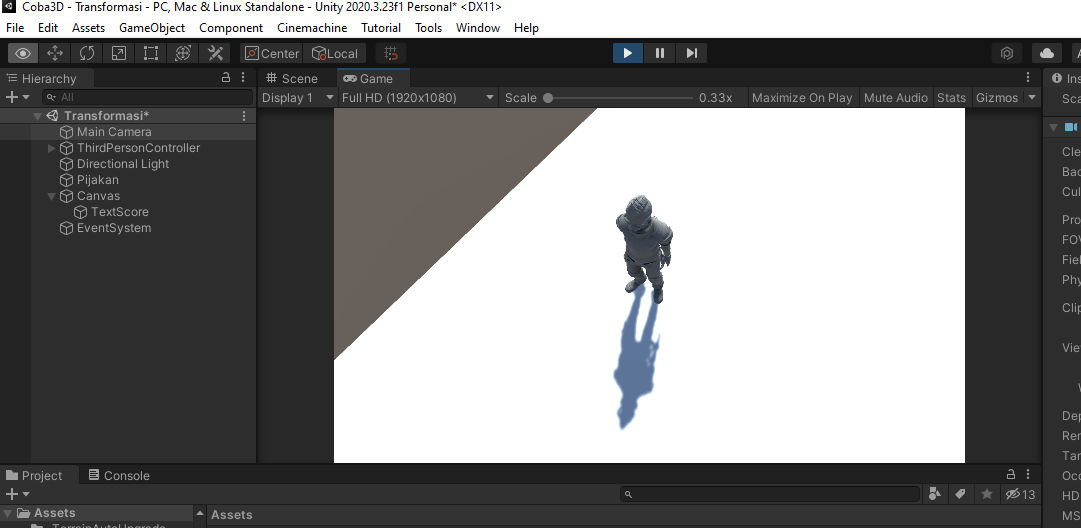 Coba3D - Transformasi - PC, Mac & Linux Standalone - Unity 2020.3.23f1 Personal* <DX11>
File Edit Assets GameObject Component Cinemachine Tutorial Tools Window Help
Center Local
Hierarchy
Scene Game
All
Display 1 Full HD (1920x1080) Scale 0.33x Maximize On Play Mute Audio Stats Gizmos
Transformasi*
Main Camera
ThirdPersonController
Directional Light
Pijakan
Canvas
TextScore
EventSystem
Ins
Sca
Cle
Bac
Cul
Pro
FOV
Fiel
Phy
Clip
Vie
Dep
Ren
Tar
Occ
HD
MS
Project Console
13
Assets Assets
TerrainAutoUpgrade